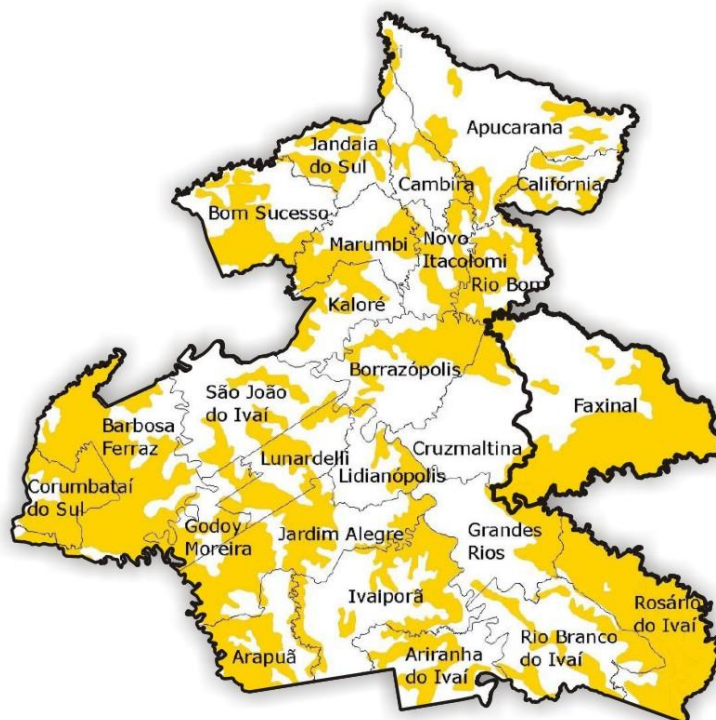 Apucarana
Jandaia
do Sul
Cambira
Califórnia
Bom Sucesso
Marumbi
Novo
Itacolomi
Rio Bom
Kaloré
Borrazópolis
São João
do Ivaí
Faxinal
Barbosa
Ferraz
Cruzmaltina
Lunardelli
Lidianópolis
Corumbataí
do Sul
Godoy
Moreira
Jardim Alegre
Grandes
Rios
Ivaiporã
Rosário
do Ivaí
Rio Branco
do Ivaí
Arapuã
Ariranha
do Ivaí